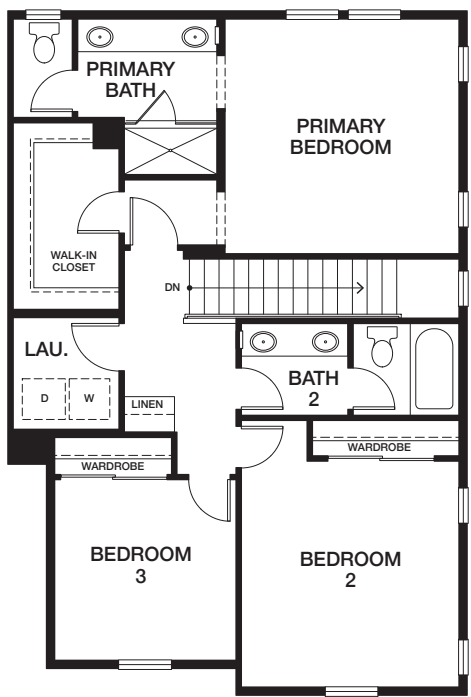 PRIMARY
BATH
PRIMARY
BEDROOM
WALK-IN
CLOSET
DN
LAU.
D
W
LINEN
BATH
2
WARDROBE
WARDROBE
BEDROOM
3
BEDROOM
2